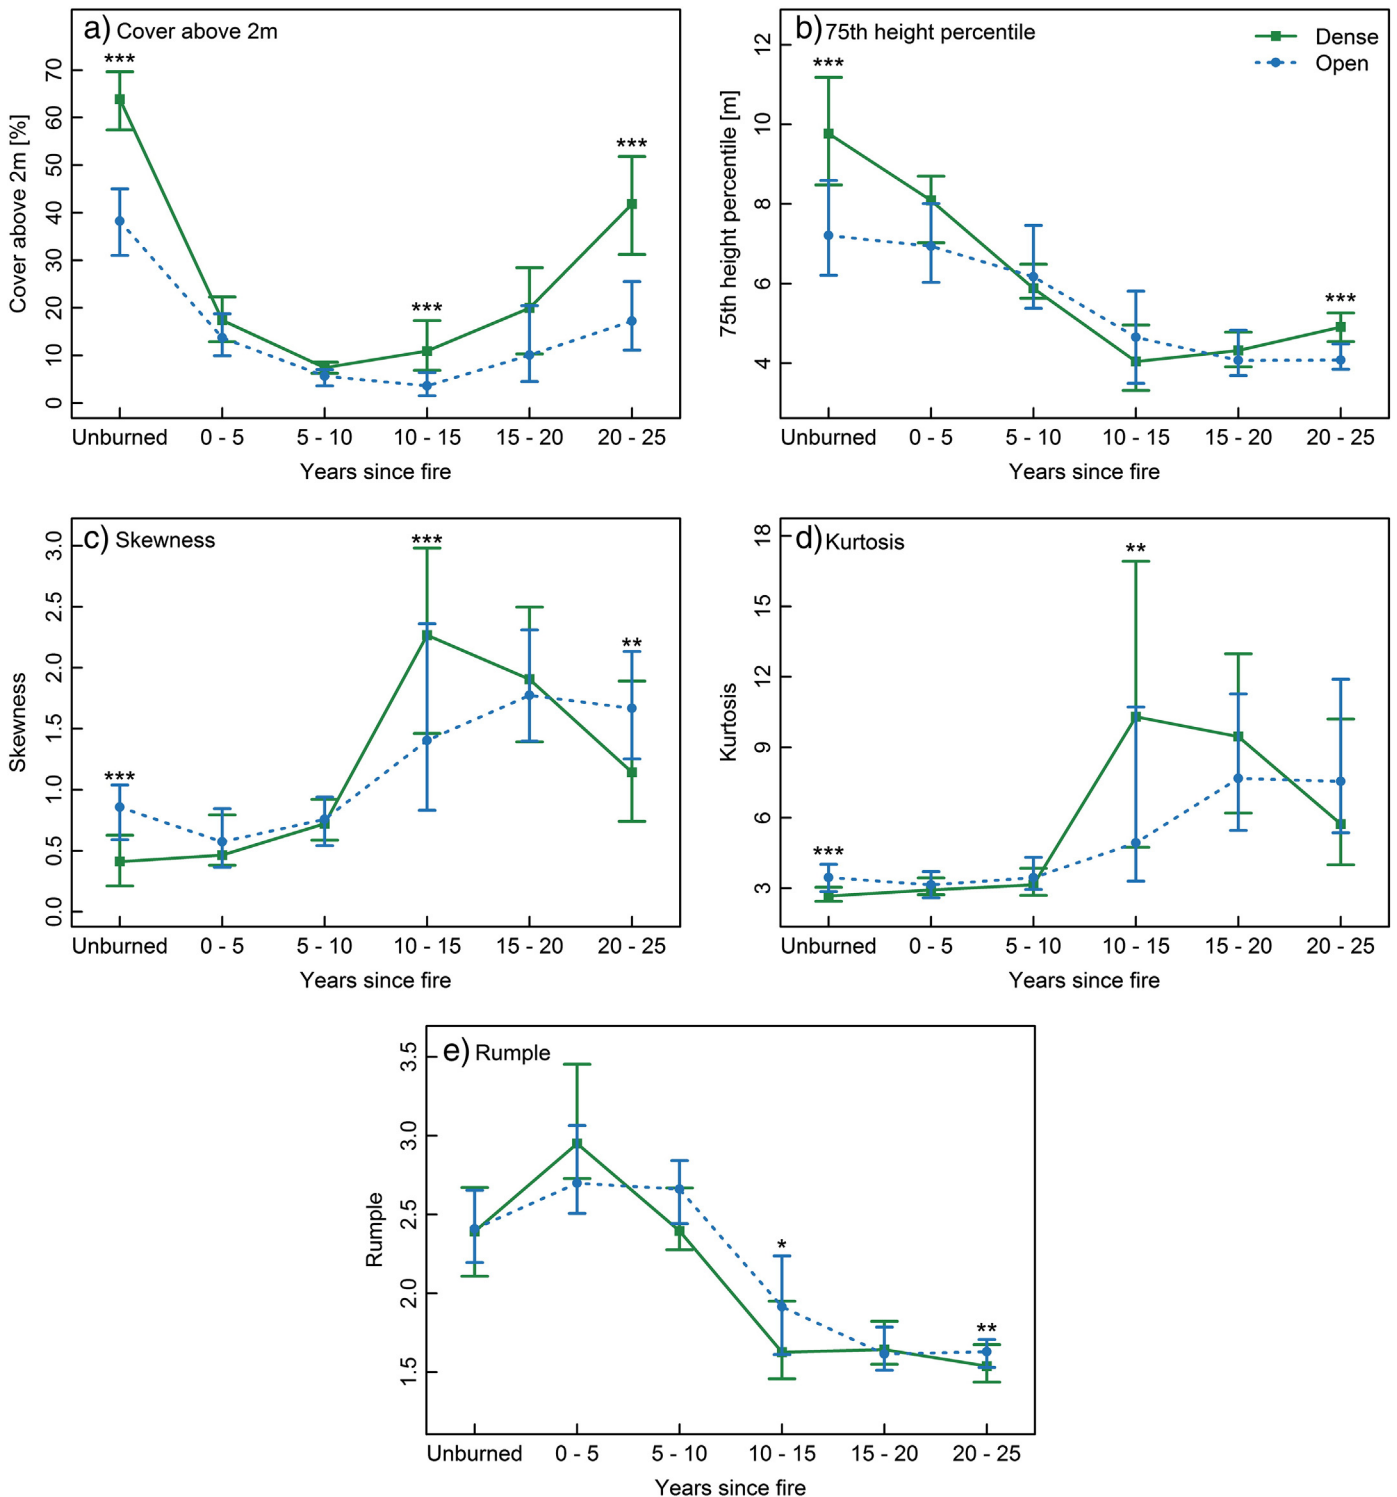 a) Cover above 2m
***
***
***
Cover above 2m [%]
70
60
50
40
30
20
10
0
Unburned 0 - 5 5 - 10 10 - 15 15 - 20 20 - 25
Years since fire
b) 75th height percentile
Dense
Open
***
***
75th height percentile [m]
12
10
8
6
4
Unburned 0 - 5 5 - 10 10 - 15 15 - 20 20 - 25
Years since fire
c) Skewness
***
***
**
Skewness
3.0
2.5
2.0
1.5
1.0
0.5
0.0
Unburned 0 - 5 5 - 10 10 - 15 15 - 20 20 - 25
Years since fire
d) Kurtosis
***
**
Kurtosis
18
15
12
9
6
3
Unburned 0 - 5 5 - 10 10 - 15 15 - 20 20 - 25
Years since fire
e) Rumple
*
**
Rumple
3.5
3.0
2.5
2.0
1.5
Unburned 0 - 5 5 - 10 10 - 15 15 - 20 20 - 25
Years since fire